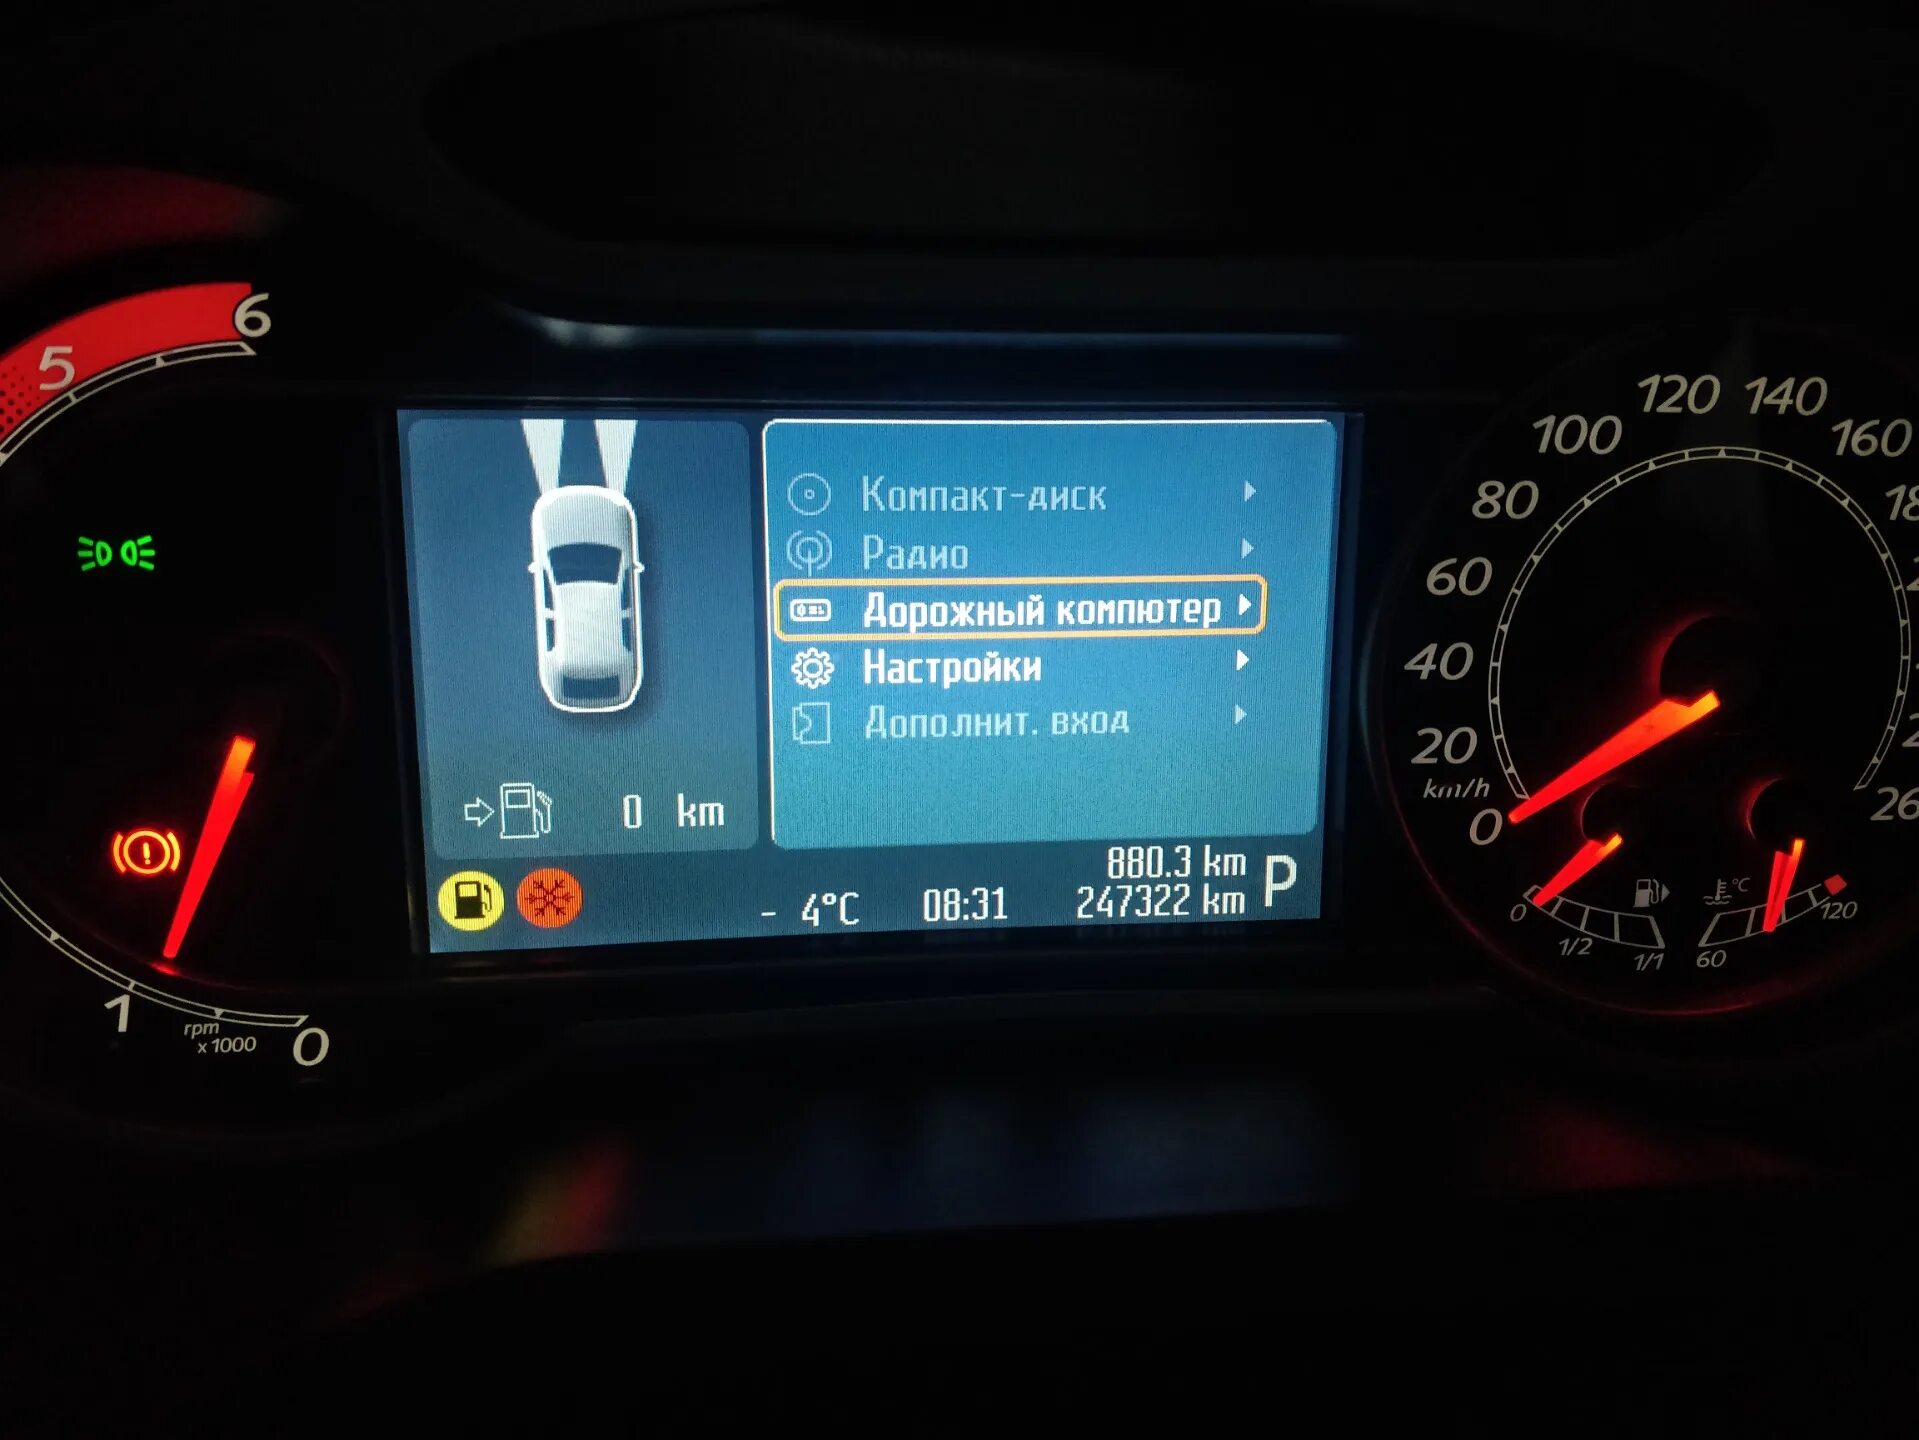 6
5
1
rpm
x1000
0
Компакт-диск
Радио
Дорожный компютер
Настройки
Дополнит. вход
0 km
- 4°C
08:31
880.3 km
247322 km
P
0
20
40
60
80
100
120
140
160
km/h
0
1/2
1/1
°C
60
120